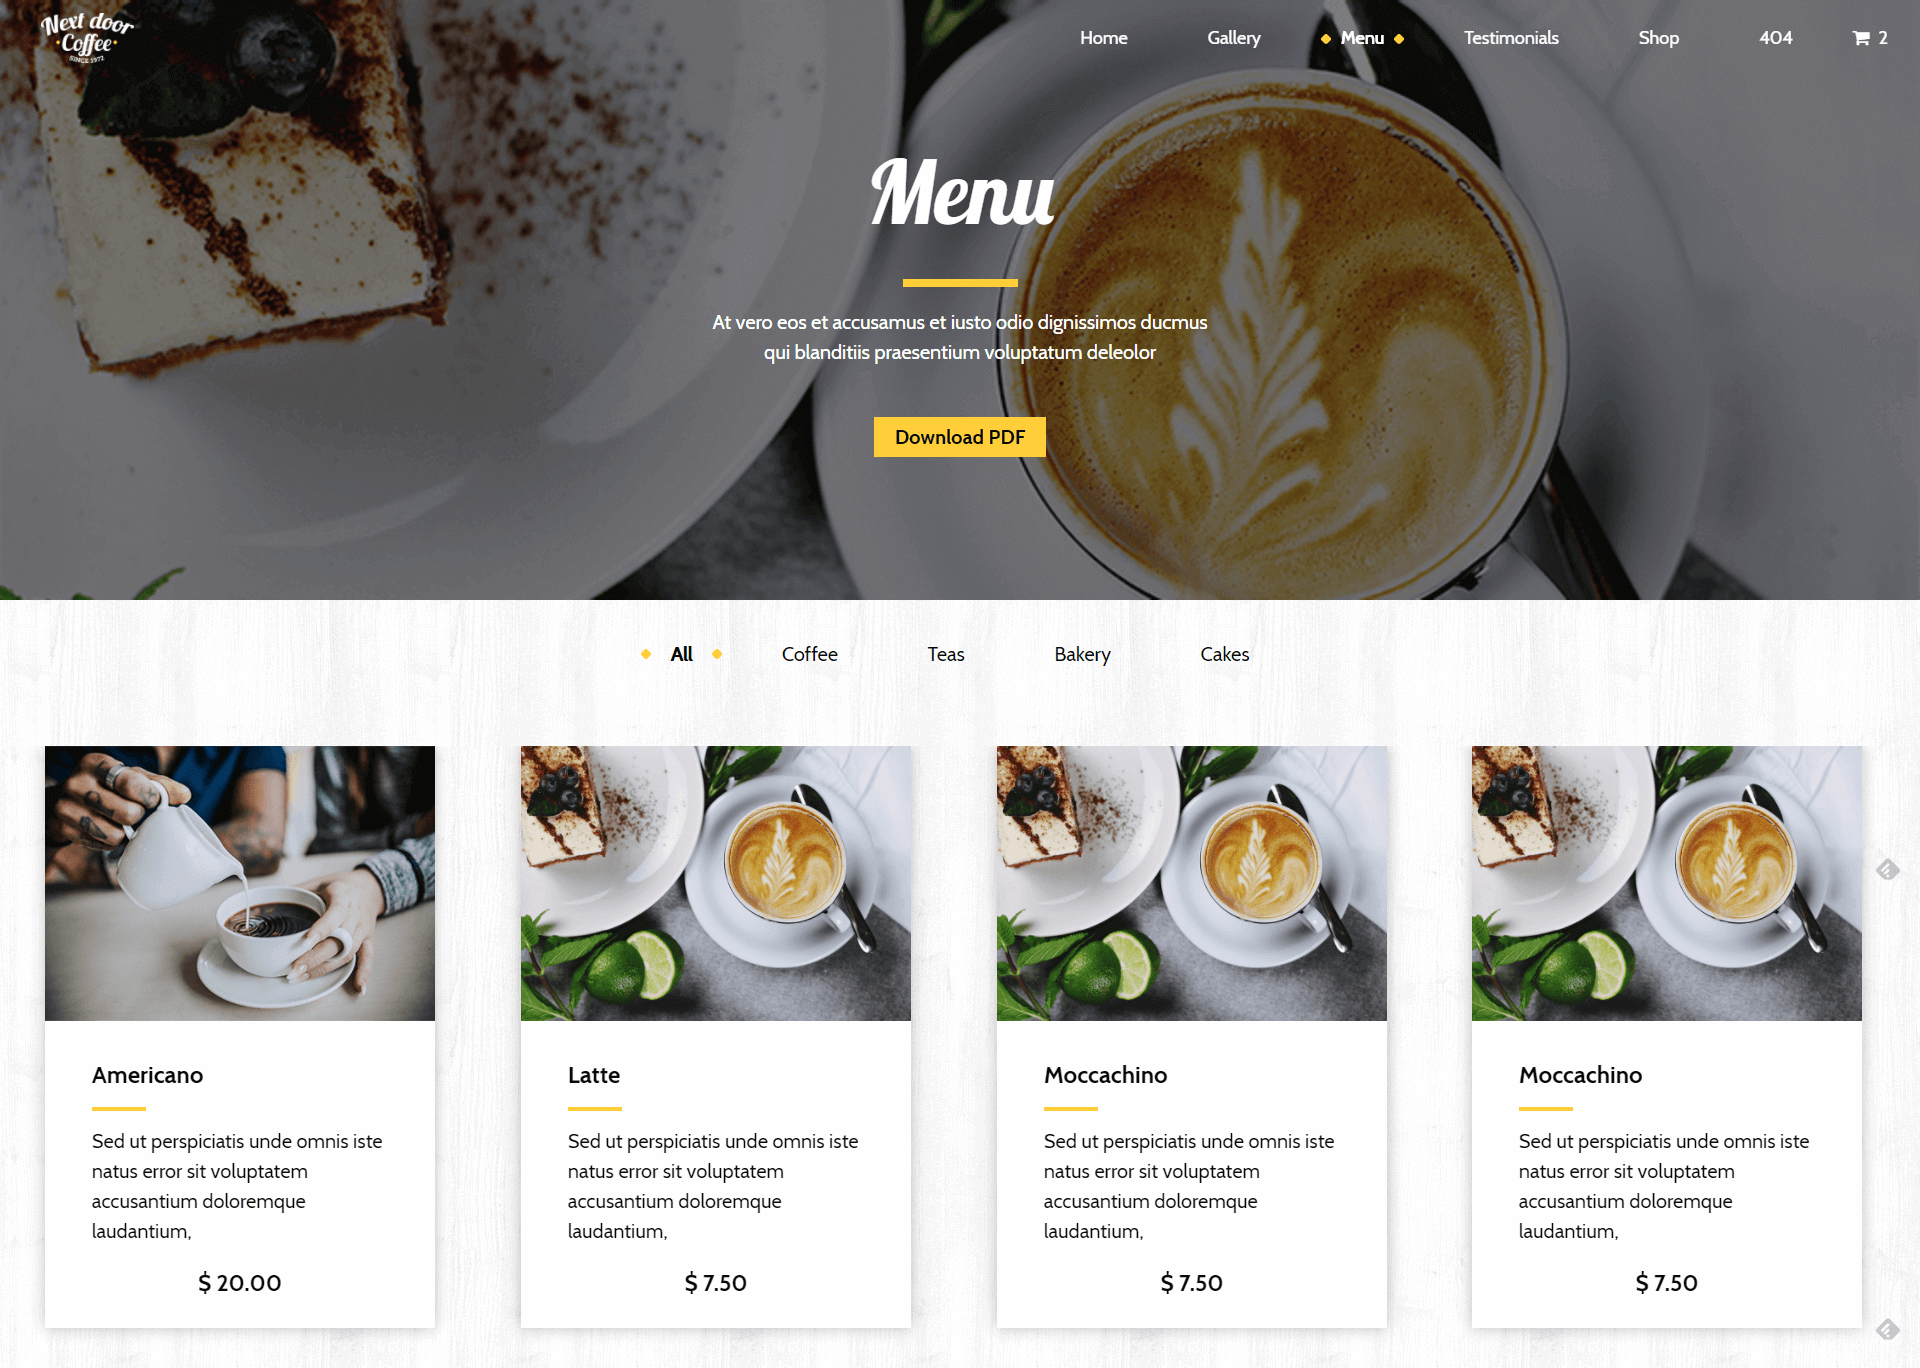 Next door
Coffee
SINCE 1972
Home
Gallery
Menu
Testimonials
Shop
404
2
Menu
At vero eos et accusamus et iusto odio dignissimos ducmus
qui blanditiis praesentium voluptatum deleolor
Download PDF
All
Coffee
Teas
Bakery
Cakes
Americano
Sed ut perspiciatis unde omnis iste
natus error sit voluptatem
accusantium doloremque
laudantium,
$ 20.00
Latte
Sed ut perspiciatis unde omnis iste
natus error sit voluptatem
accusantium doloremque
laudantium,
$ 7.50
Moccachino
Sed ut perspiciatis unde omnis iste
natus error sit voluptatem
accusantium doloremque
laudantium,
$ 7.50
Moccachino
Sed ut perspiciatis unde omnis iste
natus error sit voluptatem
accusantium doloremque
laudantium,
$ 7.50